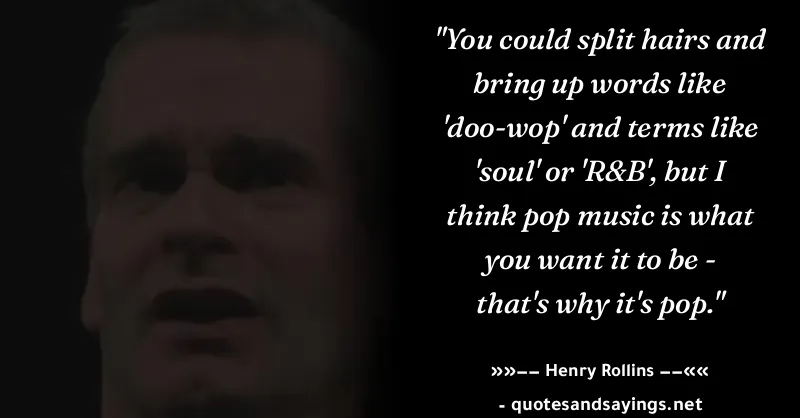 "You could split hairs and
bring up words like
'doo-wop' and terms like
'soul' or 'R&B', but I
think pop music is what
you want it to be -
that's why it's pop."
»»−− Henry Rollins −−««
- quotesandsayings.net